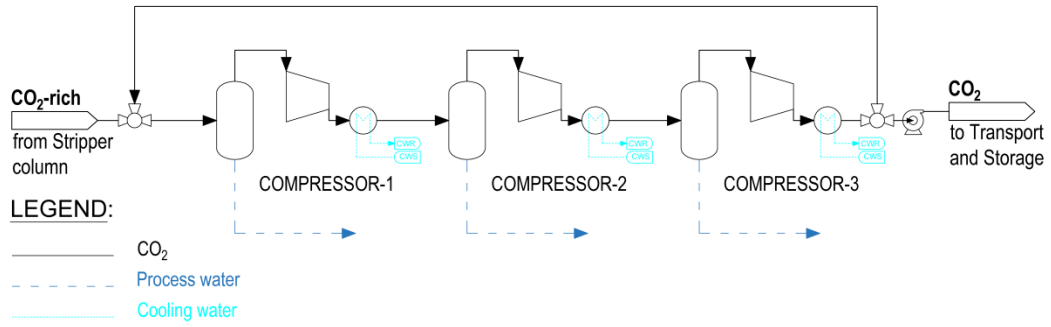 CO₂-rich
from Stripper
column
CWR
CWS
CWR
CWS
CWR
CWS
CO₂
to Transport
and Storage
COMPRESSOR-1
COMPRESSOR-2
COMPRESSOR-3
LEGEND:
CO₂
Process water
Cooling water